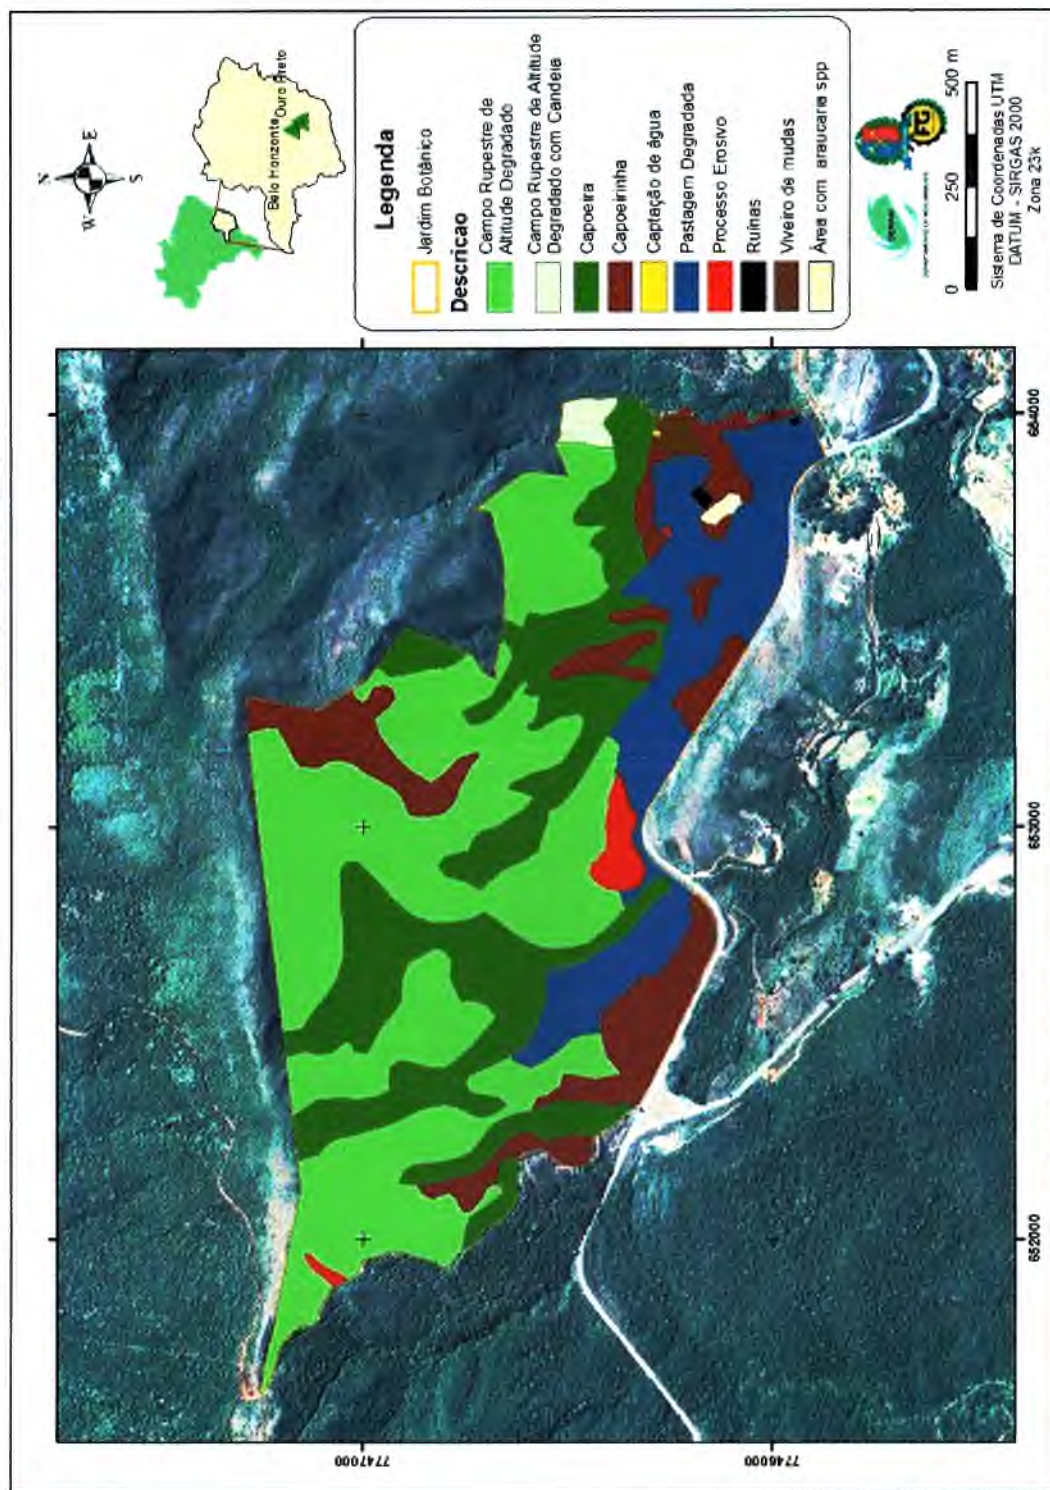 N
W
E
S
Belo Horizonte
Ouro Preto
Legenda
Jardim Botânico
Descricao
Campo Rupestre de
Altitude Degradado
Campo Rupestre de Altitude
Degradado com Candeia
Capoeira
Capoeirinha
Captação de água
Pastagem Degradada
Processo Erosivo
Ruínas
Viveiro de mudas
Área com araucaria spp
0
250
500 m
Sistema de Coordenadas UTM
DATUM - SIRGAS 2000
Zona 23k
652000
653000
654000
7747000
7746000